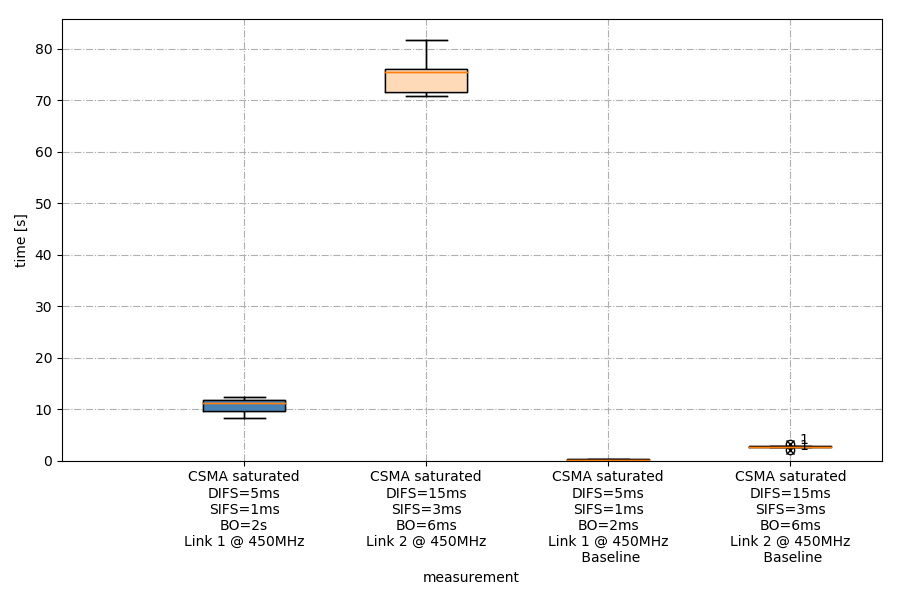 80
70
60
50
40
30
20
10
0
time [s]
1
1
CSMA saturated
DIFS=5ms
SIFS=1ms
BO=2s
Link 1 @ 450MHz
CSMA saturated
DIFS=15ms
SIFS=3ms
BO=6ms
Link 2 @ 450MHz
CSMA saturated
DIFS=5ms
SIFS=1ms
BO=2ms
Link 1 @ 450MHz
Baseline
CSMA saturated
DIFS=15ms
SIFS=3ms
BO=6ms
Link 2 @ 450MHz
Baseline
measurement